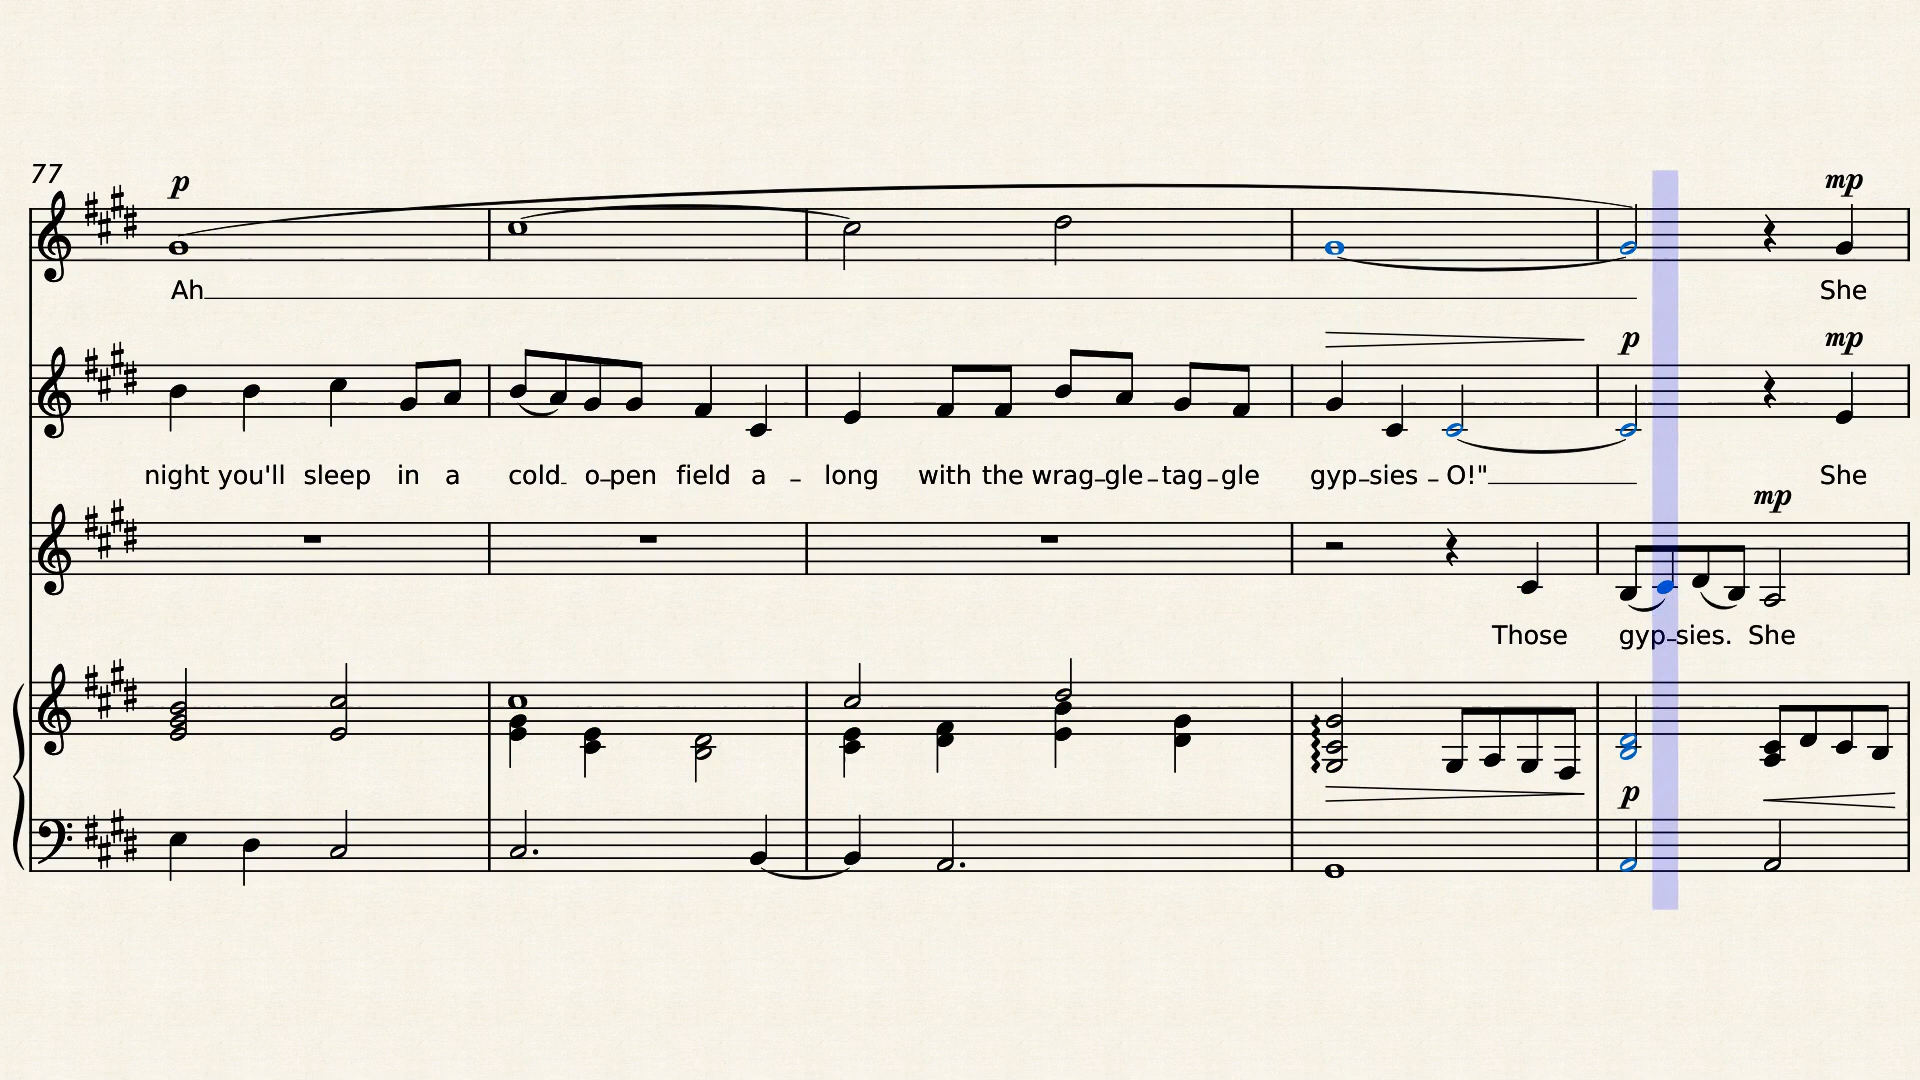 77
p
mp
Ah She
p mp
night you'll sleep in a cold o-pen field a - long with the wrag-gle-tag-gle gyp-sies - O!" She
mp
Those gyp-sies. She
p